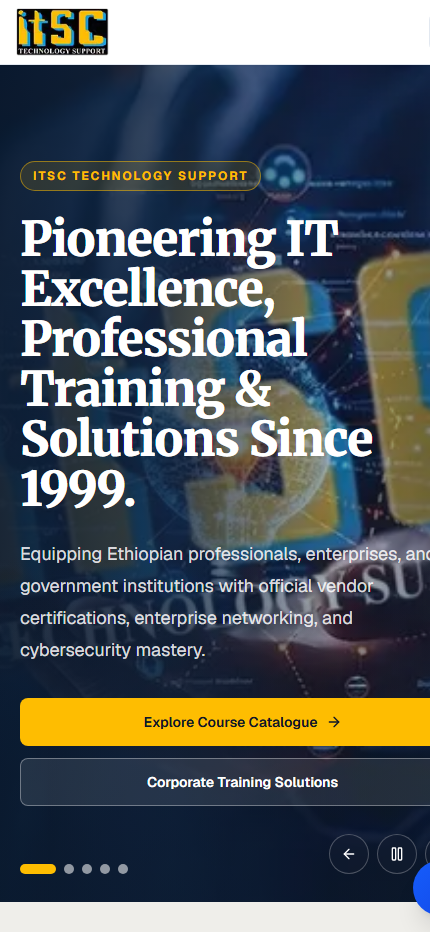 itSC
TECHNOLOGY SUPPORT
ITSC TECHNOLOGY SUPPORT
Pioneering IT
Excellence,
Professional
Training &
Solutions Since
1999.
Equipping Ethiopian professionals, enterprises, and
government institutions with official vendor
certifications, enterprise networking, and
cybersecurity mastery.
Explore Course Catalogue →
Corporate Training Solutions